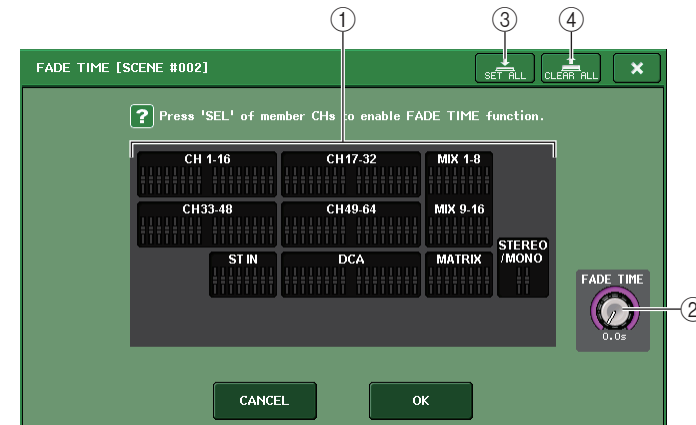 1
3
4
FADE TIME [SCENE #002]
SET ALL
CLEAR ALL
×
? Press 'SEL' of member CHs to enable FADE TIME function.
CH 1-16
CH17-32
MIX 1-8
CH33-48
CH49-64
MIX 9-16
ST IN
DCA
MATRIX
STEREO
/MONO
FADE TIME
2
0.0s
CANCEL
OK